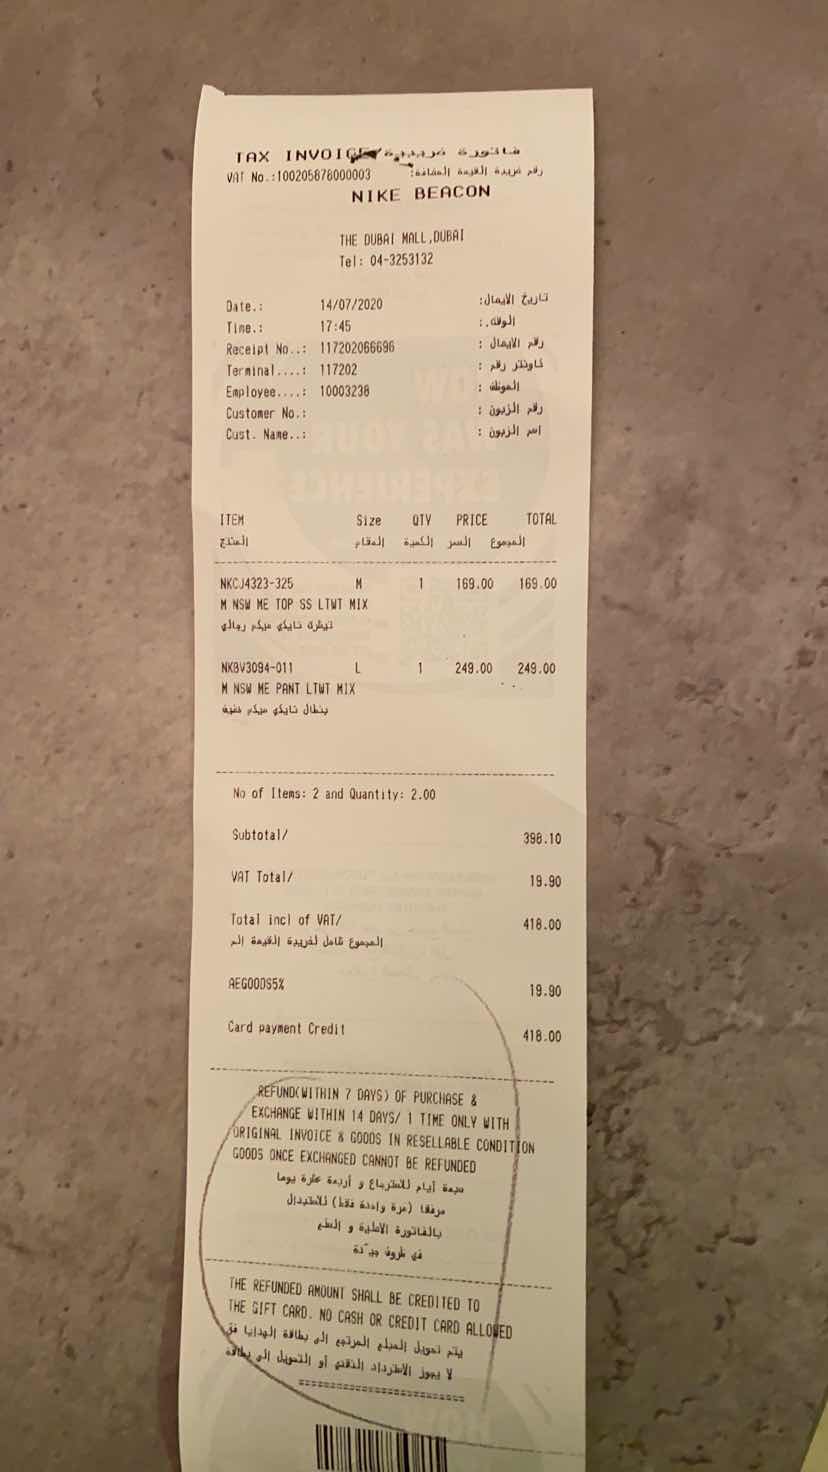 TAX INVOICE/فاتورة ضريبية
VAT No.:100205878000003 رقم ضريبة القيمة المضافة:
NIKE BEACON
THE DUBAI MALL,DUBAI
Tel: 04-3253132
Date.: 14/07/2020 تاريخ الايصال:
Time.: 17:45 الوقت.:
Receipt No..: 117202066696 رقم الايصال :
Terminal....: 117202 كاونتر رقم :
Employee....: 10003238 الموظف :
Customer No.: رقم الزبون :
Cust. Name..: اسم الزبون :
ITEM Size QTY PRICE TOTAL
المنتج المقاس الكمية السعر المجموع
NKCJ4323-325 M 1 169.00 169.00
M NSW ME TOP SS LTWT MIX
تيشرت نايكي ميكس رجالي
NKBV3094-011 L 1 249.00 249.00
M NSW ME PANT LTWT MIX
بنطال نايكي ميكس خفيف
No of Items: 2 and Quantity: 2.00
Subtotal/ 398.10
VAT Total/ 19.90
Total incl of VAT/ 418.00
المجموع شامل لضريبة القيمة الم
AEGOODS5% 19.90
Card payment Credit 418.00
REFUND(WITHIN 7 DAYS) OF PURCHASE &
EXCHANGE WITHIN 14 DAYS/ 1 TIME ONLY WITH
ORIGINAL INVOICE & GOODS IN RESELLABLE CONDITION
GOODS ONCE EXCHANGED CANNOT BE REFUNDED
سبعة أيام للاسترجاع و أربعة عشرة يوما
(مرة واحدة فقط) للاستبدال
بالفاتورة الأصلية و السلع
في ظروف جيّدة
THE REFUNDED AMOUNT SHALL BE CREDITED TO
THE GIFT CARD. NO CASH OR CREDIT CARD ALLOWED
يتم تحويل المبلغ المرتجع الى بطاقة الهدايا فق
لا يجوز الاسترداد النقدي أو التحويل إلى بطاقة